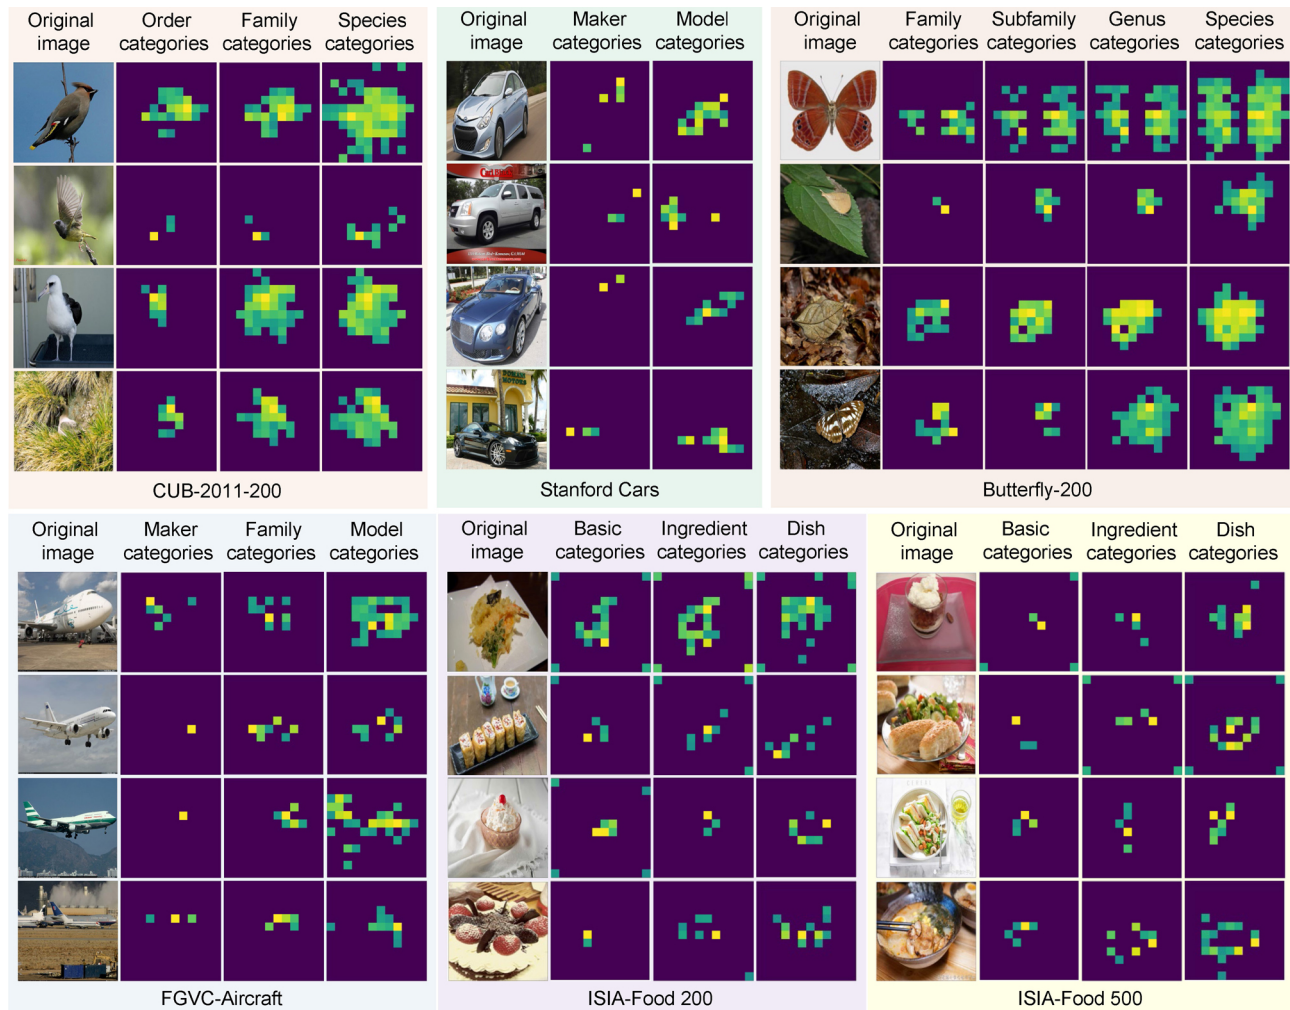 Original image
Order categories
Family categories
Species categories
CUB-2011-200
Original image
Maker categories
Model categories
DORAIS MOTORS
Stanford Cars
Original image
Family categories
Subfamily categories
Genus categories
Species categories
Butterfly-200
Original image
Maker categories
Family categories
Model categories
FGVC-Aircraft
Original image
Basic categories
Ingredient categories
Dish categories
ISIA-Food 200
Original image
Basic categories
Ingredient categories
Dish categories
ISIA-Food 500